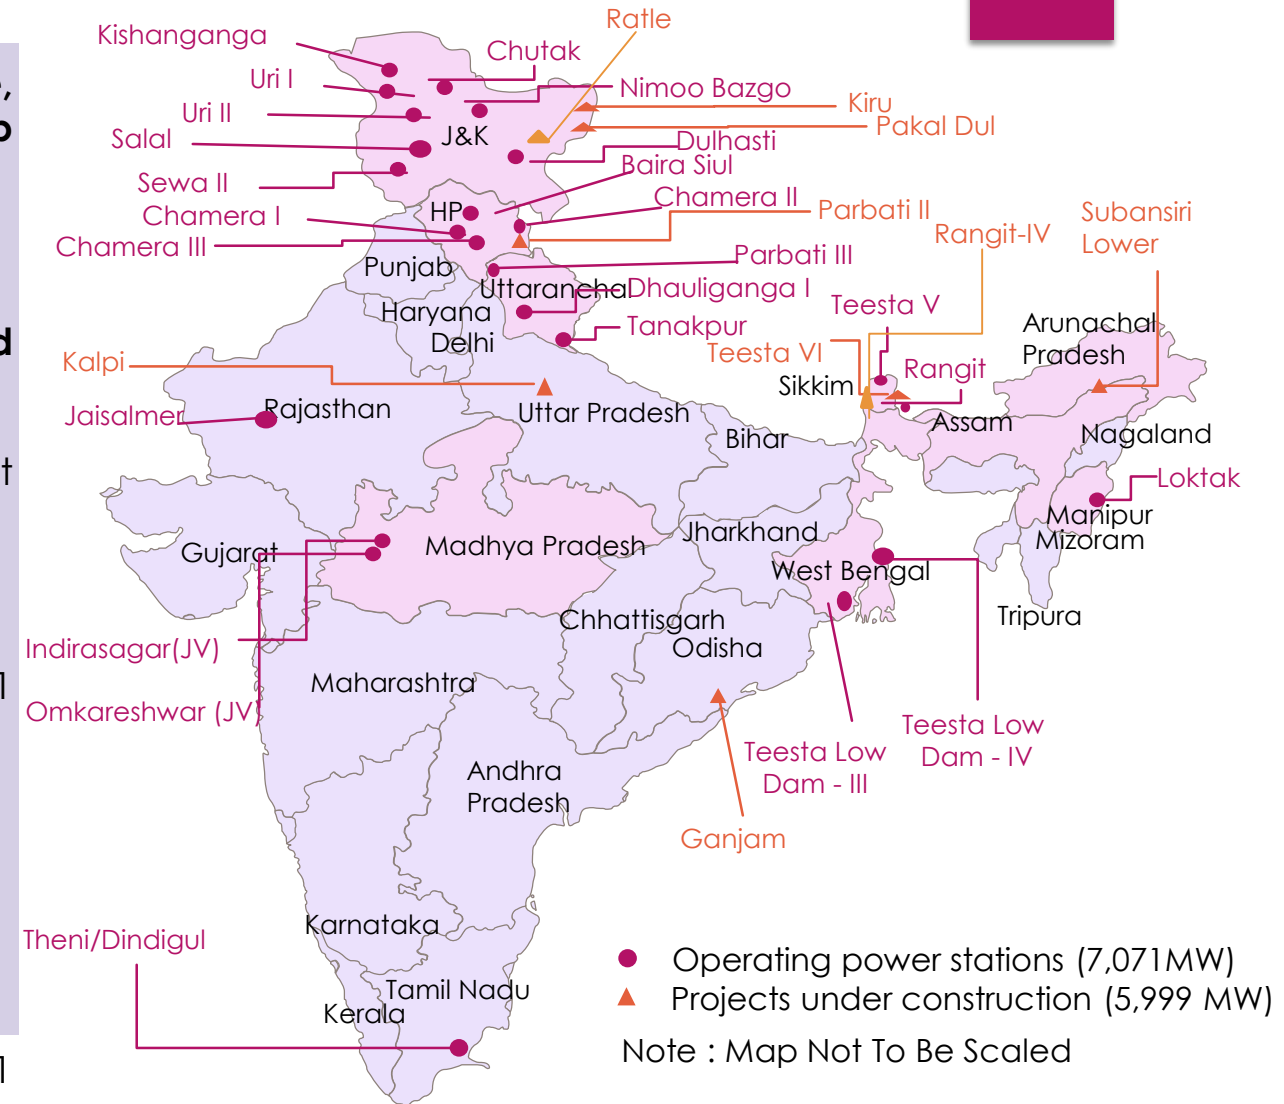 Ratle
Kishanganga
Chutak
Uri I
Nimoo Bazgo
Kiru
Uri II
Pakal Dul
Salal
J&K
Dulhasti
Baira Siul
Sewa II
Chamera II
Chamera I
HP
Parbati II
Subansiri
Lower
Rangit-IV
Chamera III
Parbati III
Punjab
Uttaranchal
Dhauliganga I
Teesta V
Haryana
Tanakpur
Arunachal
Pradesh
Delhi
Teesta VI
Kalpi
Rangit
Sikkim
Jaisalmer
Rajasthan
Uttar Pradesh
Assam
Bihar
Nagaland
Loktak
Manipur
Mizoram
Jharkhand
Gujarat
Madhya Pradesh
West Bengal
Tripura
Chhattisgarh
Odisha
Indirasagar(JV)
Maharashtra
Omkareshwar (JV)
Teesta Low
Dam - IV
Teesta Low
Dam - III
Andhra
Pradesh
Ganjam
Karnataka
Theni/Dindigul
Tamil Nadu
Kerala
Operating power stations (7,071MW)
Projects under construction (5,999 MW)
Note : Map Not To Be Scaled